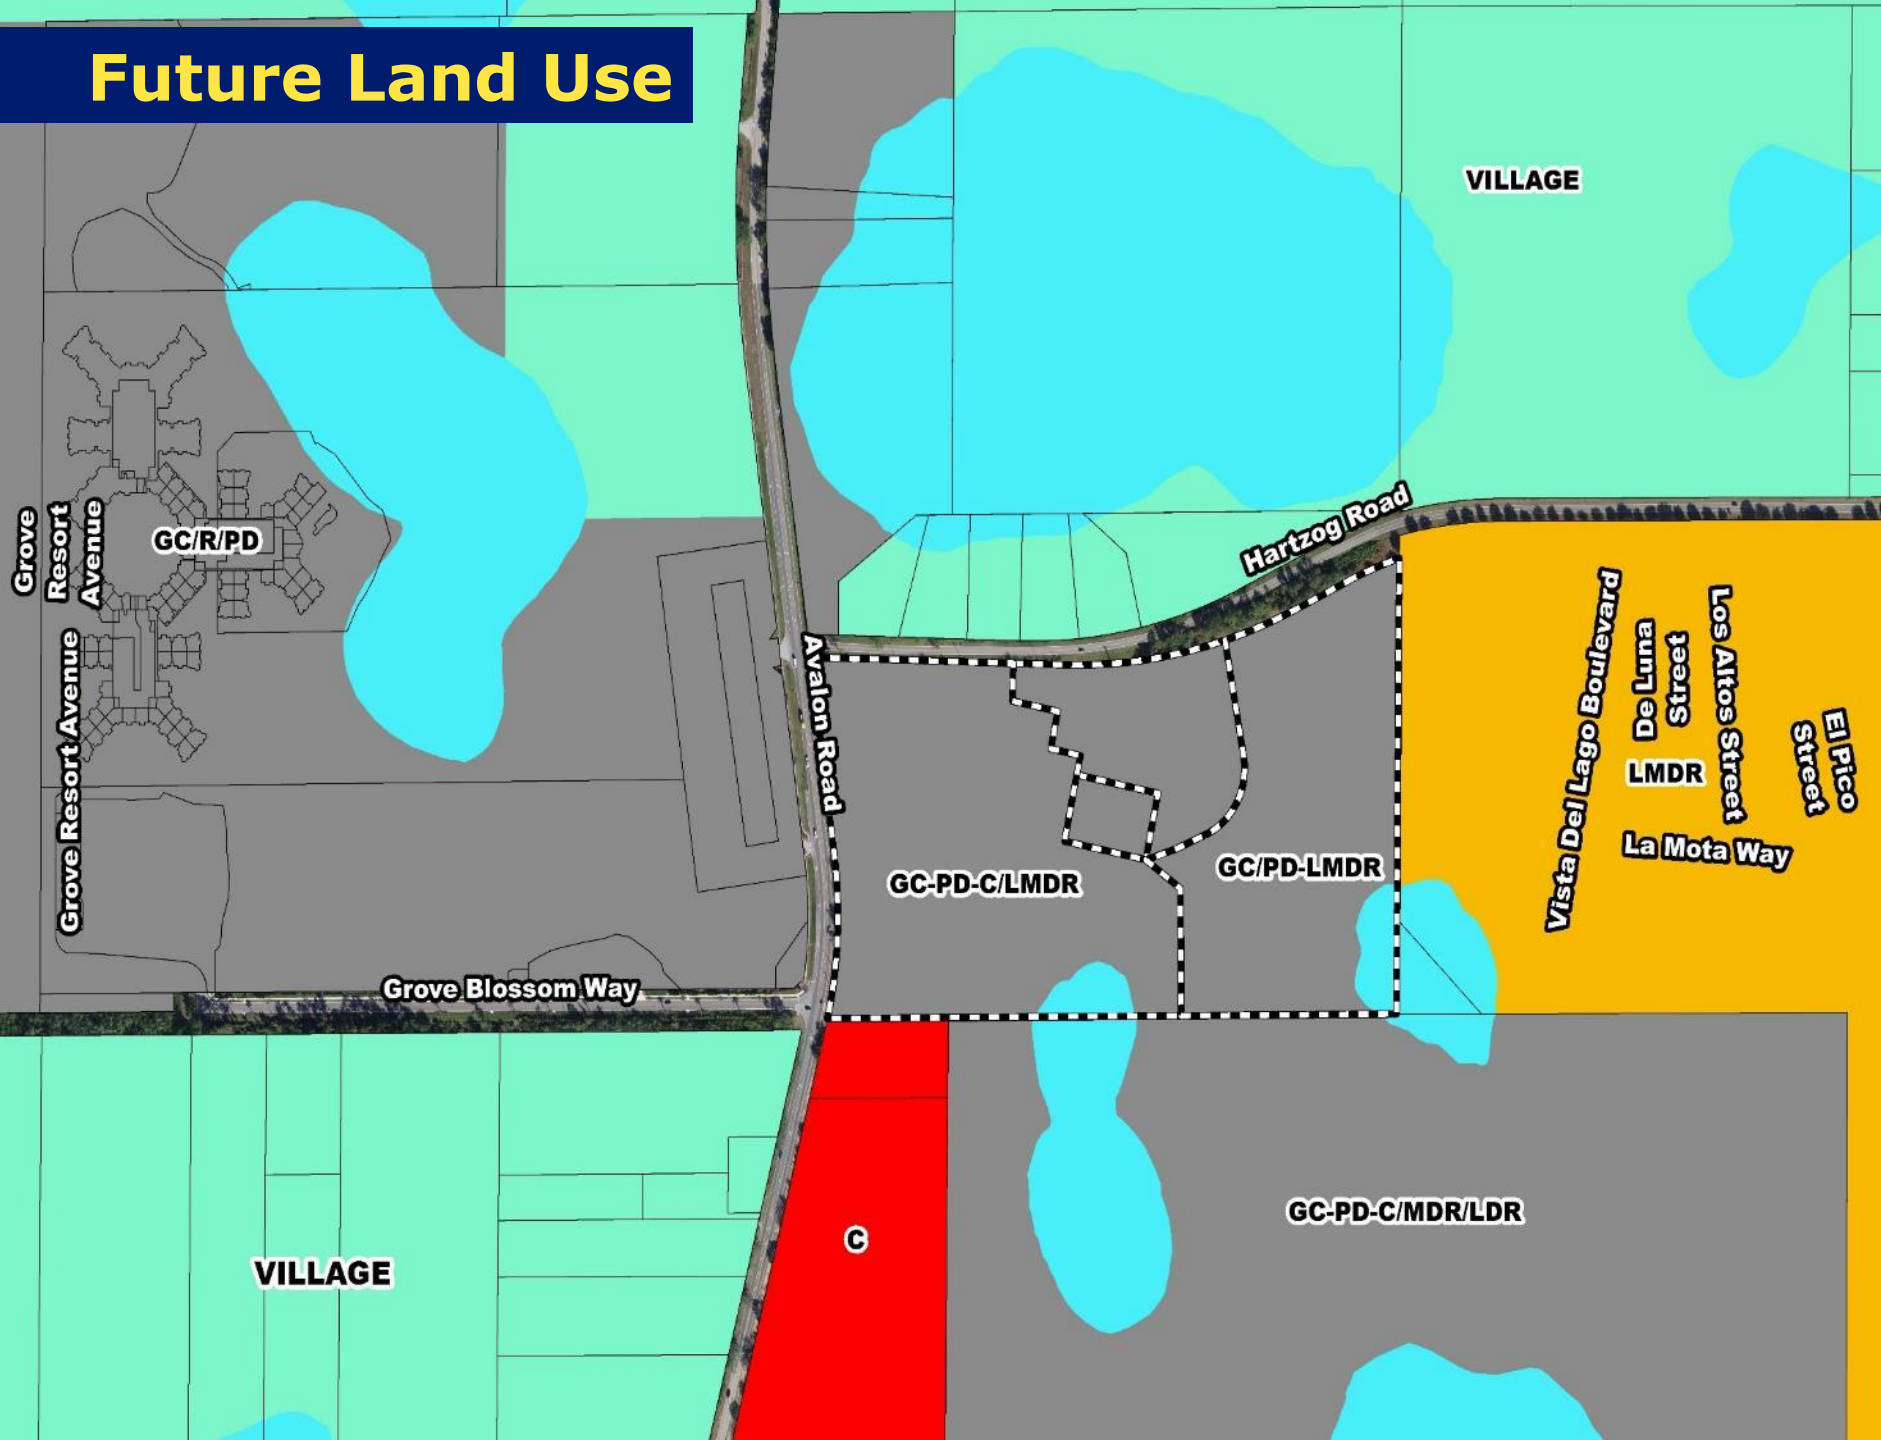 Future Land Use
VILLAGE
Hartzog Road
Grove
Resort
Avenue
GC/R/PD
Grove Resort Avenue
Avalon Road
Vista Del Lago Boulevard
De Luna
Street
Los Altos Street
El Pico
Street
LMDR
La Mota Way
GC-PD-C/LMDR
GC/PD-LMDR
Grove Blossom Way
VILLAGE
C
GC-PD-C/MDR/LDR